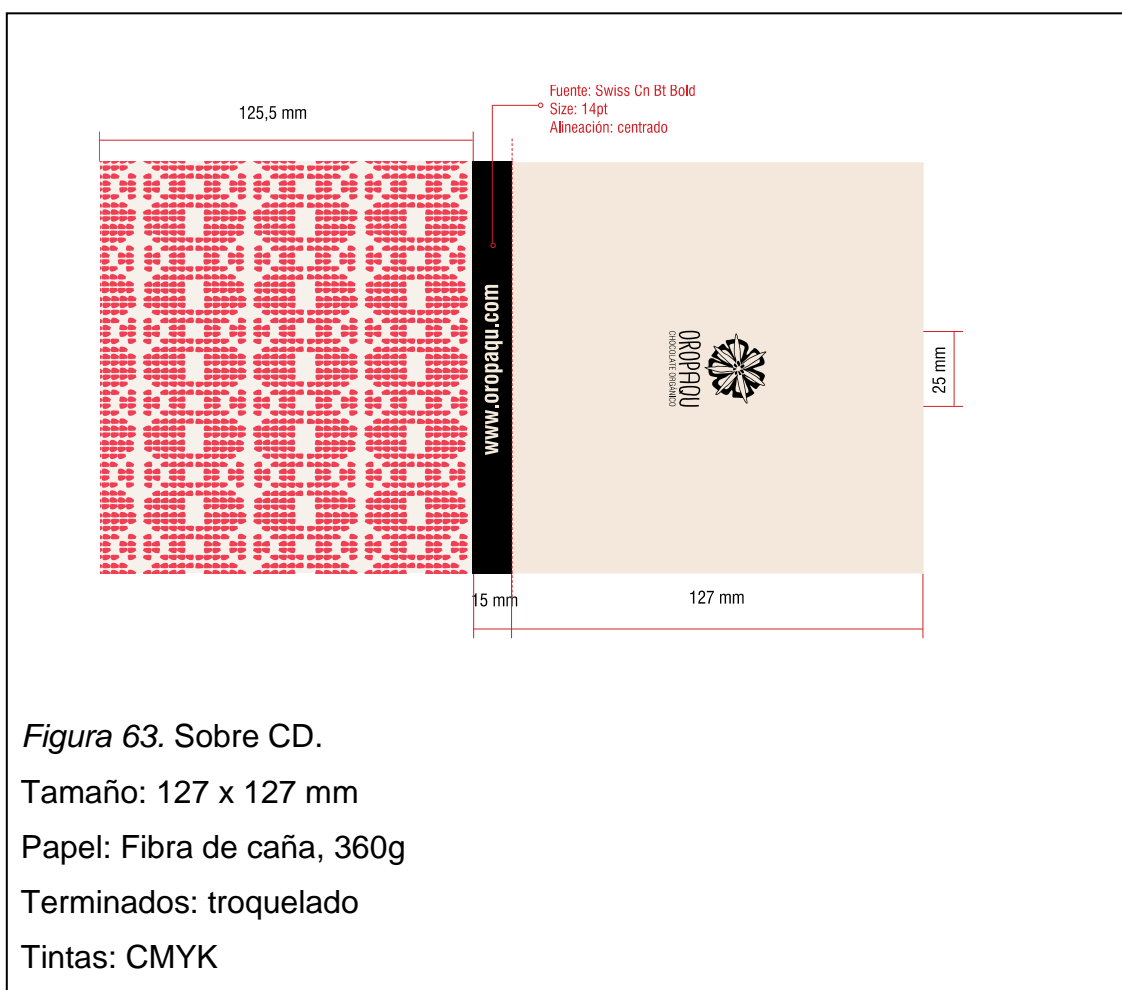 Fuente: Swiss Cn Bt Bold
Size: 14pt
Alineación: centrado
125,5 mm
www.oropaqu.com
OROPAQU
CHOCOLATE ORGÁNICO
25 mm
15 mm
127 mm
Figura 63. Sobre CD.
Tamaño: 127 x 127 mm
Papel: Fibra de caña, 360g
Terminados: troquelado
Tintas: CMYK